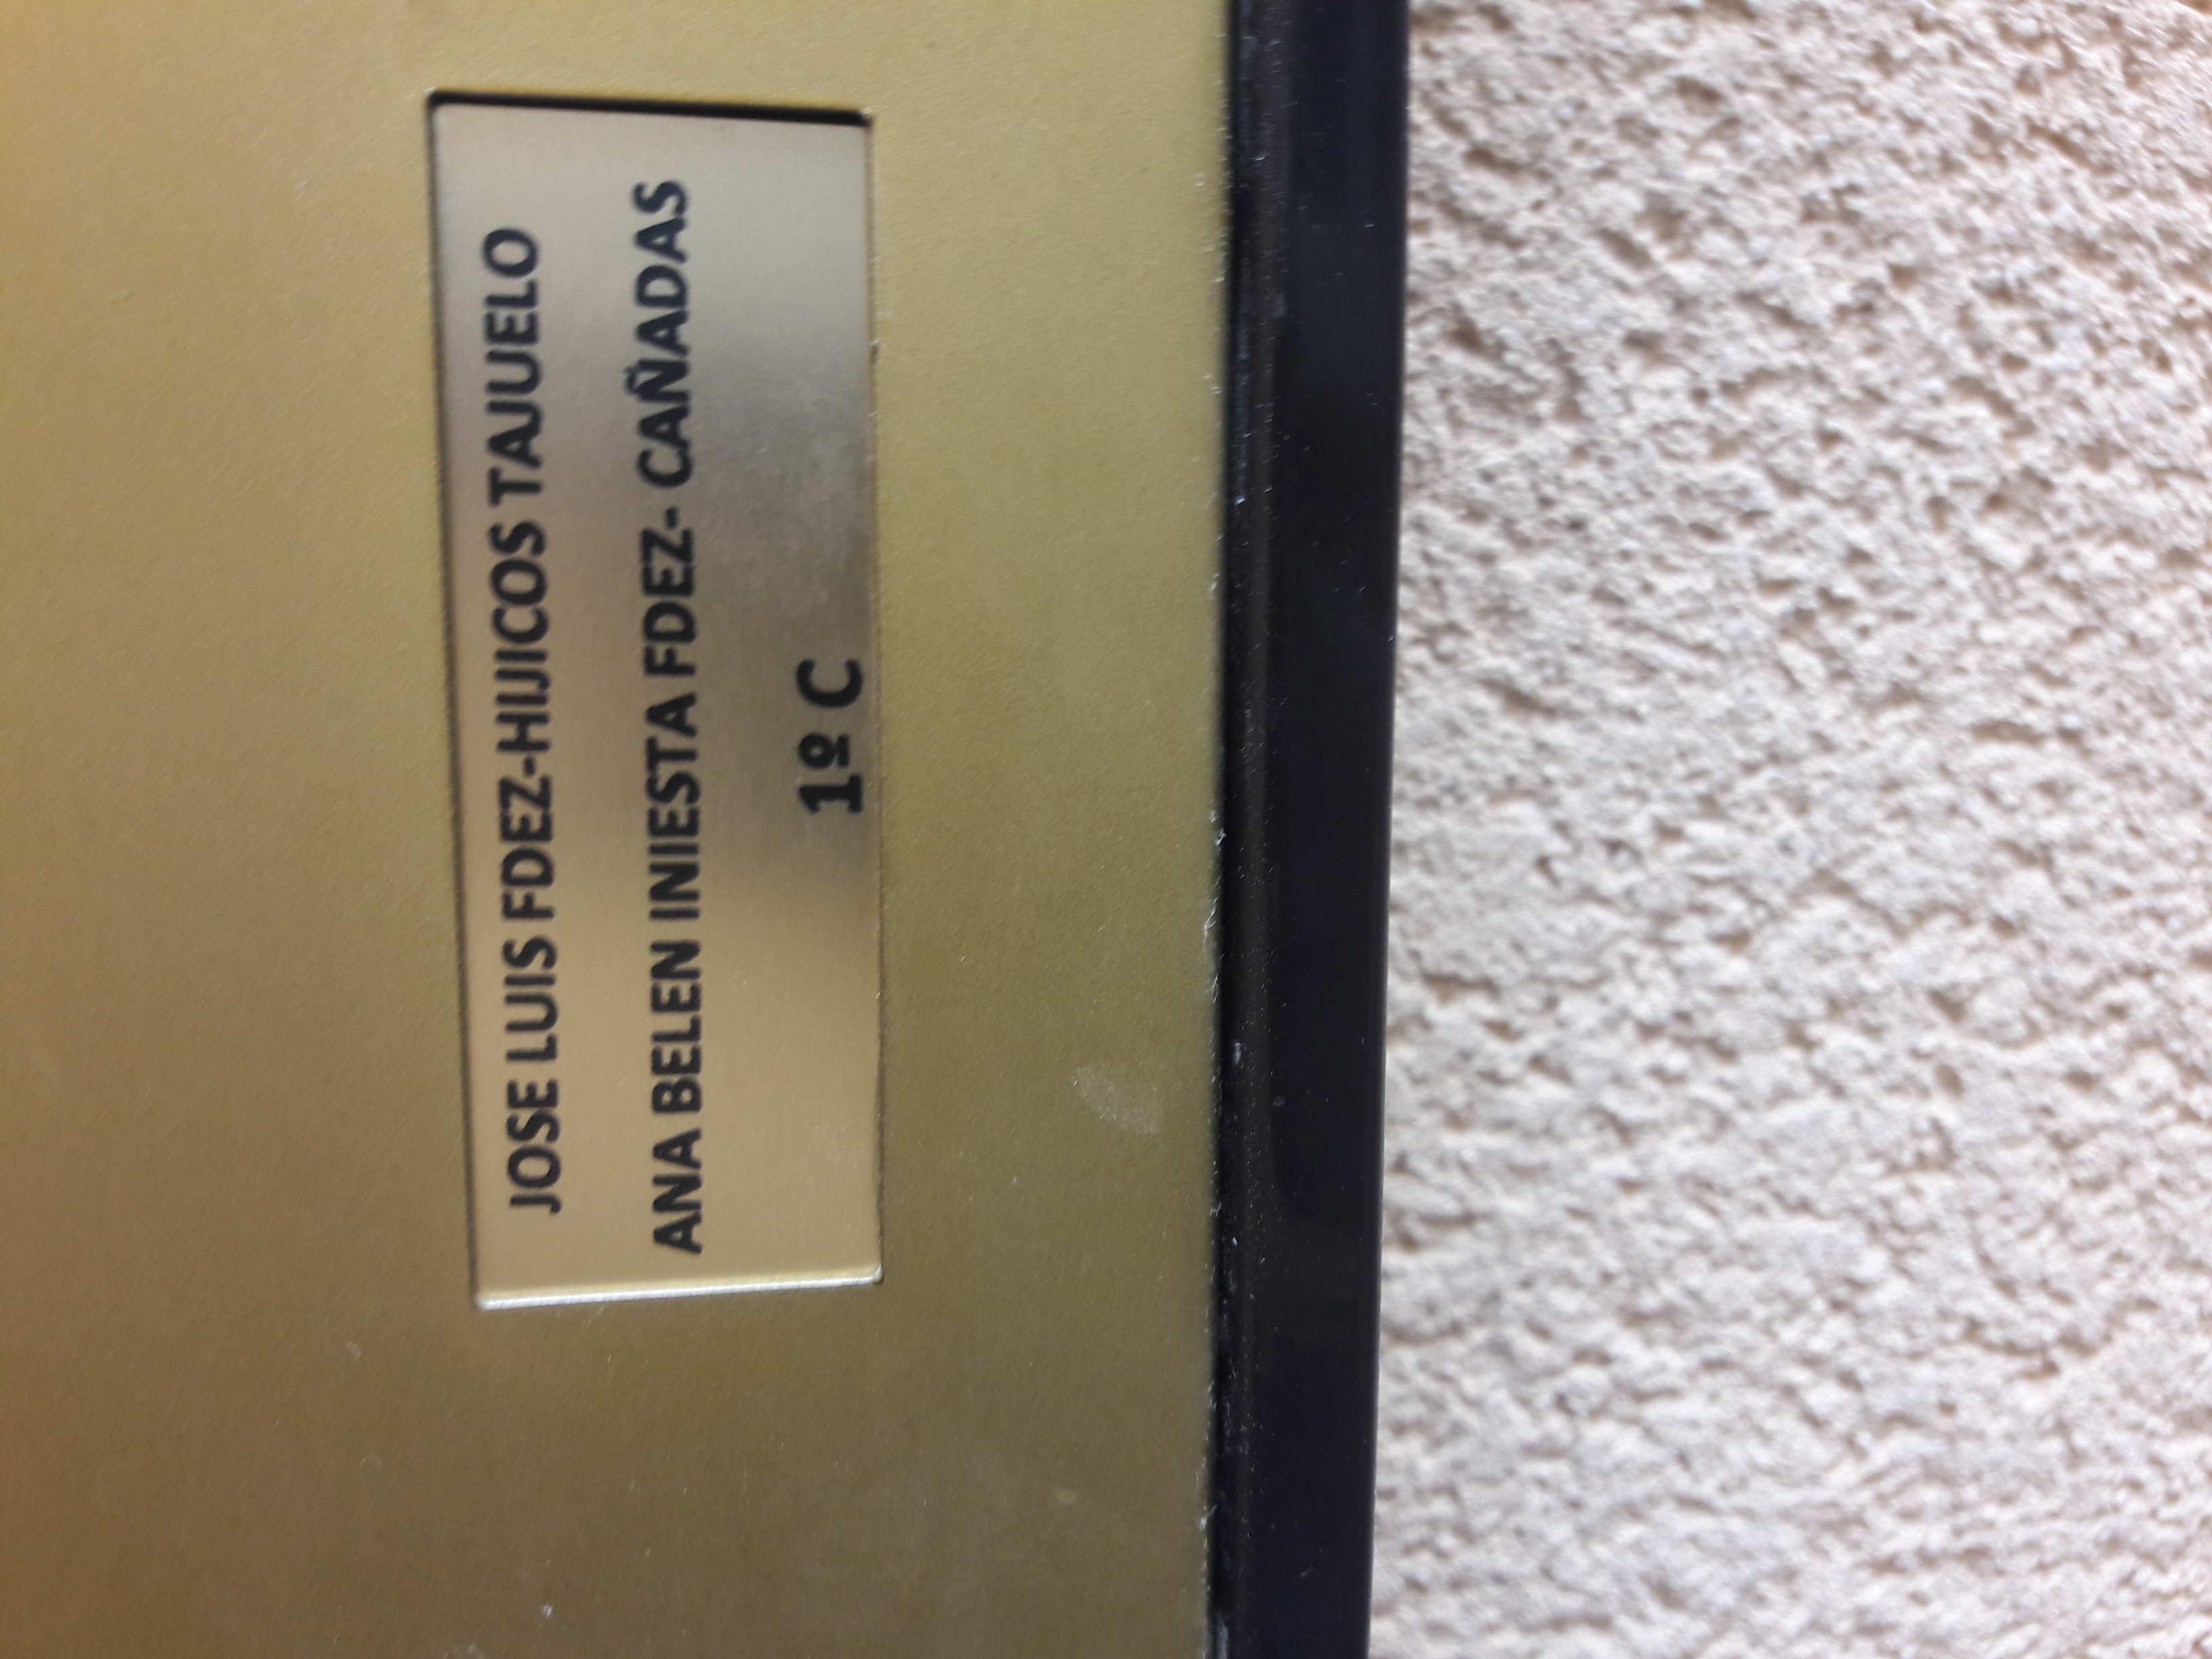 JOSE LUIS FDEZ-HIJICOS TAJUELO
ANA BELEN INIESTA FDEZ- CAÑADAS
1º C